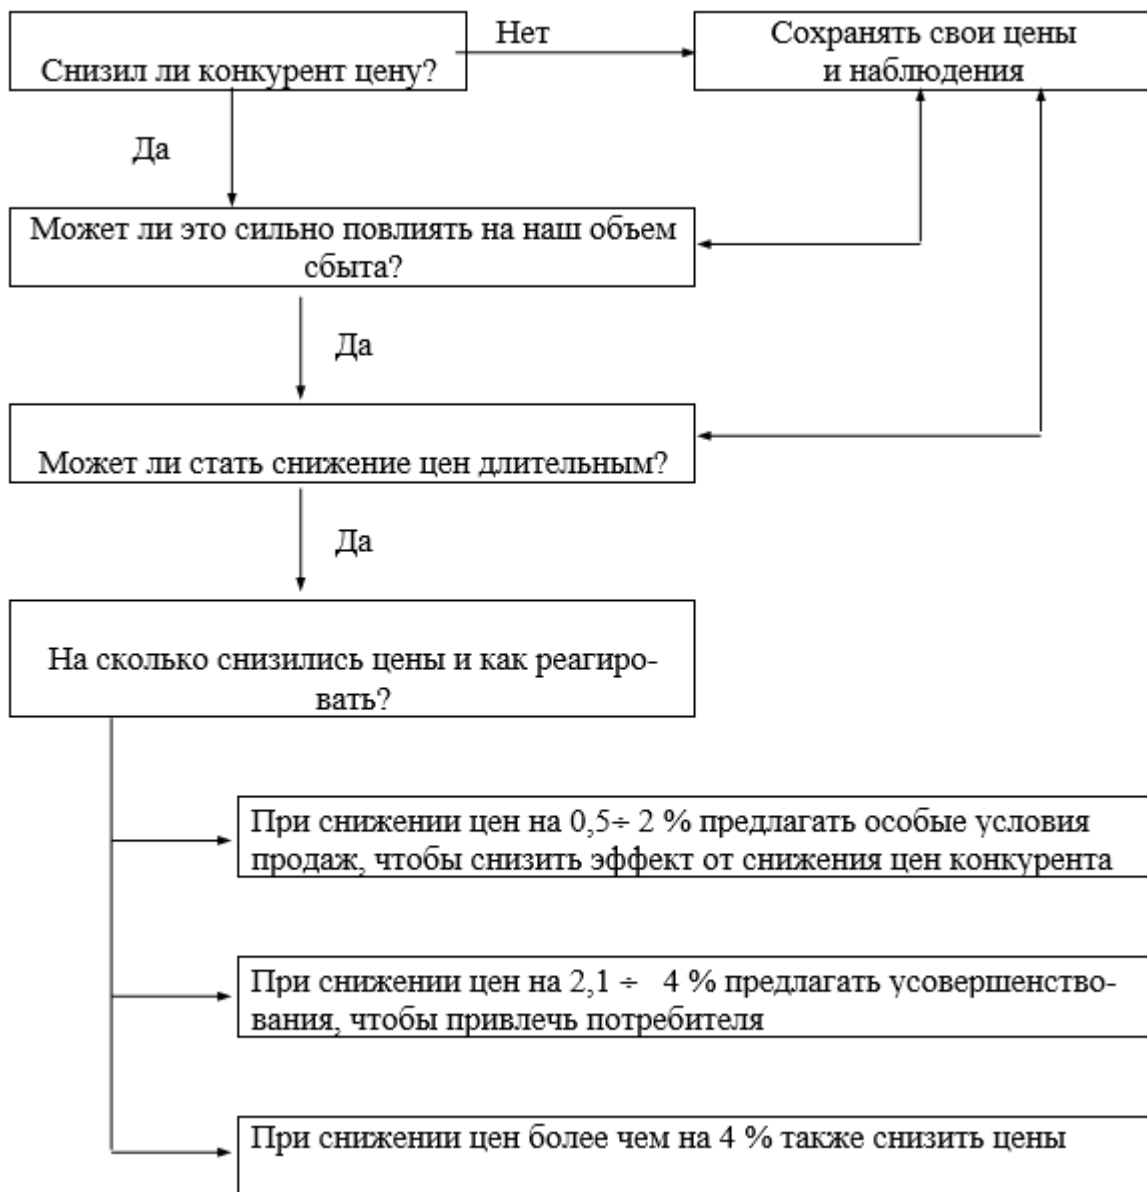 Снизил ли конкурент цену?
Нет
Сохранять свои цены
и наблюдения
Да
Может ли это сильно повлиять на наш объем
сбыта?
Да
Может ли стать снижение цен длительным?
Да
На сколько снизились цены и как реагиро-
вать?
При снижении цен на 0,5÷ 2 % предлагать особые условия
продаж, чтобы снизить эффект от снижения цен конкурента
При снижении цен на 2,1 ÷ 4 % предлагать усовершенство-
вания, чтобы привлечь потребителя
При снижении цен более чем на 4 % также снизить цены